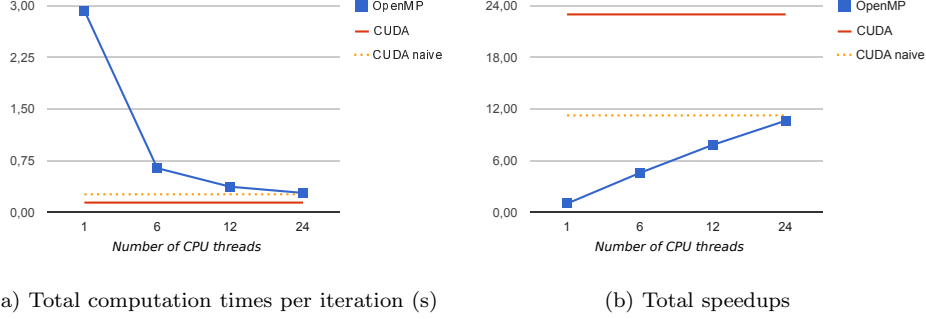 3,00
2,25
1,50
0,75
0,00
1 6 12 24
Number of CPU threads
OpenMP
CUDA
CUDA naive
a) Total computation times per iteration (s)
24,00
18,00
12,00
6,00
0,00
1 6 12 24
Number of CPU threads
OpenMP
CUDA
CUDA naive
(b) Total speedups